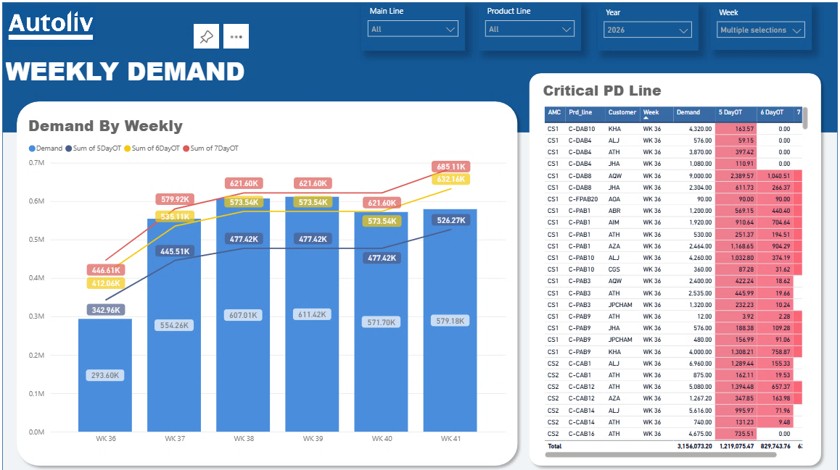 Autoliv
Main Line
All
Product Line
All
Year
2026
Week
Multiple selections
WEEKLY DEMAND
Demand By Weekly
Demand Sum of 5DayOT Sum of 6DayOT Sum of 7DayOT
0.7M
0.6M
0.5M
0.4M
0.3M
0.2M
0.1M
0.0M
446.61K 579.92K 621.60K 621.60K 621.60K 685.11K
412.06K 535.11K 573.54K 573.54K 573.54K 632.16K
342.96K 445.51K 477.42K 477.42K 477.42K 526.27K
293.60K 554.26K 607.01K 611.42K 571.70K 579.18K
WK 36 WK 37 WK 38 WK 39 WK 40 WK 41
Critical PD Line
AMC Prd_line Customer Week Demand 5 DayOT 6 DayOT 7
CS1 C-DAB10 KHA WK 36 4,320.00 163.57 0.00
CS1 C-DAB4 ALJ WK 36 576.00 59.15 0.00
CS1 C-DAB4 ATH WK 36 3,870.00 397.42 0.00
CS1 C-DAB4 JHA WK 36 1,080.00 110.91 0.00
CS1 C-DAB8 AQW WK 36 9,000.00 2,389.57 1,040.51
CS1 C-DAB8 JHA WK 36 2,304.00 611.73 266.37
CS1 C-FPAB20 AQA WK 36 90.00 90.00 90.00
CS1 C-PAB1 ABR WK 36 1,200.00 569.15 440.40
CS1 C-PAB1 AIM WK 36 1,920.00 910.64 704.64
CS1 C-PAB1 ATH WK 36 530.00 251.37 194.51
CS1 C-PAB1 AZA WK 36 2,464.00 1,168.65 904.29
CS1 C-PAB10 ALJ WK 36 4,260.00 1,032.80 374.19
CS1 C-PAB10 CGS WK 36 360.00 87.28 31.62
CS1 C-PAB3 AQW WK 36 2,400.00 422.24 18.62
CS1 C-PAB3 ATH WK 36 2,535.00 445.99 19.66
CS1 C-PAB3 JPCHAM WK 36 1,320.00 232.23 10.24
CS1 C-PAB9 ATH WK 36 12.00 3.92 2.28
CS1 C-PAB9 JHA WK 36 576.00 188.38 109.28
CS1 C-PAB9 JPCHAM WK 36 480.00 156.99 91.06
CS1 C-PAB9 KHA WK 36 4,000.00 1,308.21 758.87
CS2 C-CAB1 ALJ WK 36 6,960.00 1,289.44 155.33
CS2 C-CAB1 ATH WK 36 875.00 162.11 19.53
CS2 C-CAB12 ATH WK 36 5,080.00 1,394.48 657.37
CS2 C-CAB12 AZA WK 36 1,267.20 347.85 163.98
CS2 C-CAB14 ALJ WK 36 5,616.00 995.97 71.96
CS2 C-CAB14 ATH WK 36 740.00 131.23 9.48
CS2 C-CAB16 ATH WK 36 4,675.00 735.51 0.00
Total 3,156,073.20 1,219,075.47 829,743.76